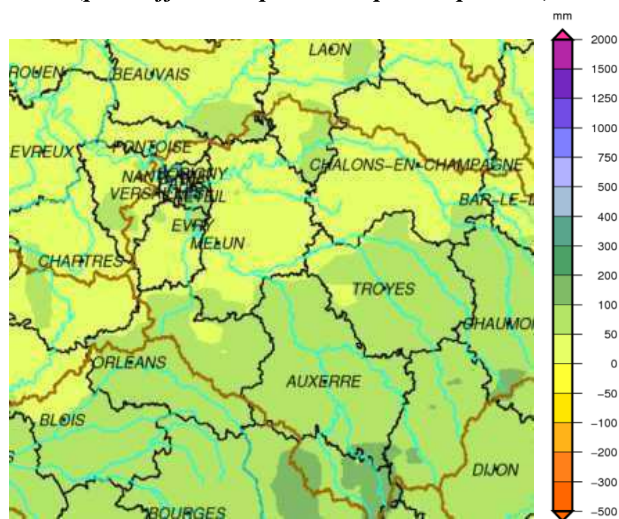 mm
2000
1500
1250
1000
750
500
400
300
200
100
50
0
−50
−100
−200
−300
−500
LAON
ROUEN
BEAUVAIS
PONTOISE
EVREUX
CHALONS-EN-CHAMPAGNE
BAR-LE-D
EVRY
MELUN
CHARTRES
TROYES
CHAUMO
ORLEANS
AUXERRE
BLOIS
DIJON
BOURGES